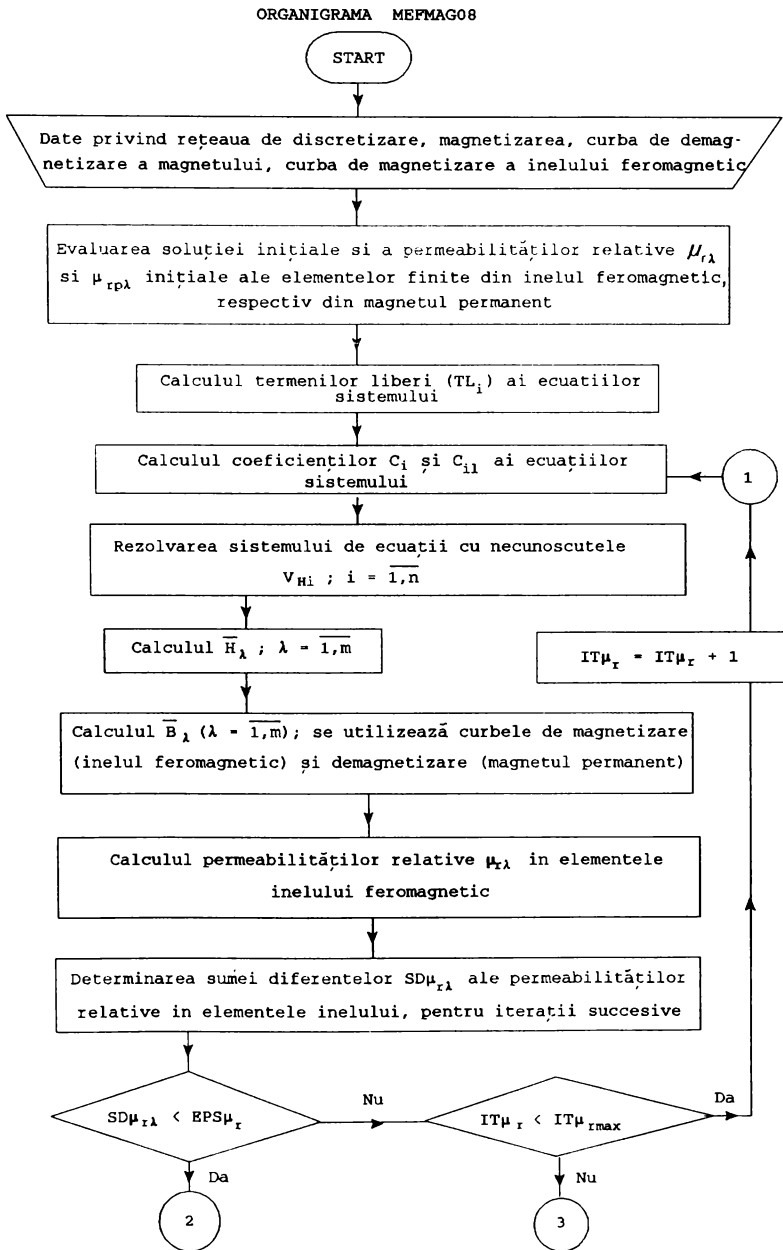 ORGANIGRAMA MEFMAG08
START
Date privind rețeaua de discretizare, magnetizarea, curba de demag-
netizare a magnetului, curba de magnetizare a inelului feromagnetic
Evaluarea soluției inițiale si a permeabilităților relative μrλ
si μrpλ inițiale ale elementelor finite din inelul feromagnetic,
respectiv din magnetul permanent
Calculul termenilor liberi (TLi) ai ecuatiilor
sistemului
Calculul coeficienților Ci și Cil ai ecuațiilor
sistemului
1
Rezolvarea sistemului de ecuații cu necunoscutele
VHi ; i = 1,n
Calculul H̅λ ; λ = 1,m
ITμr = ITμr + 1
Calculul B̅λ (λ = 1,m); se utilizează curbele de magnetizare
(inelul feromagnetic) și demagnetizare (magnetul permanent)
Calculul permeabilităților relative μrλ in elementele
inelului feromagnetic
Determinarea sumei diferentelor SDμrλ ale permeabilităților
relative in elementele inelului, pentru iterații succesive
SDμrλ < EPSμr
Nu
ITμr < ITμrmax
Da
Da
Nu
2
3